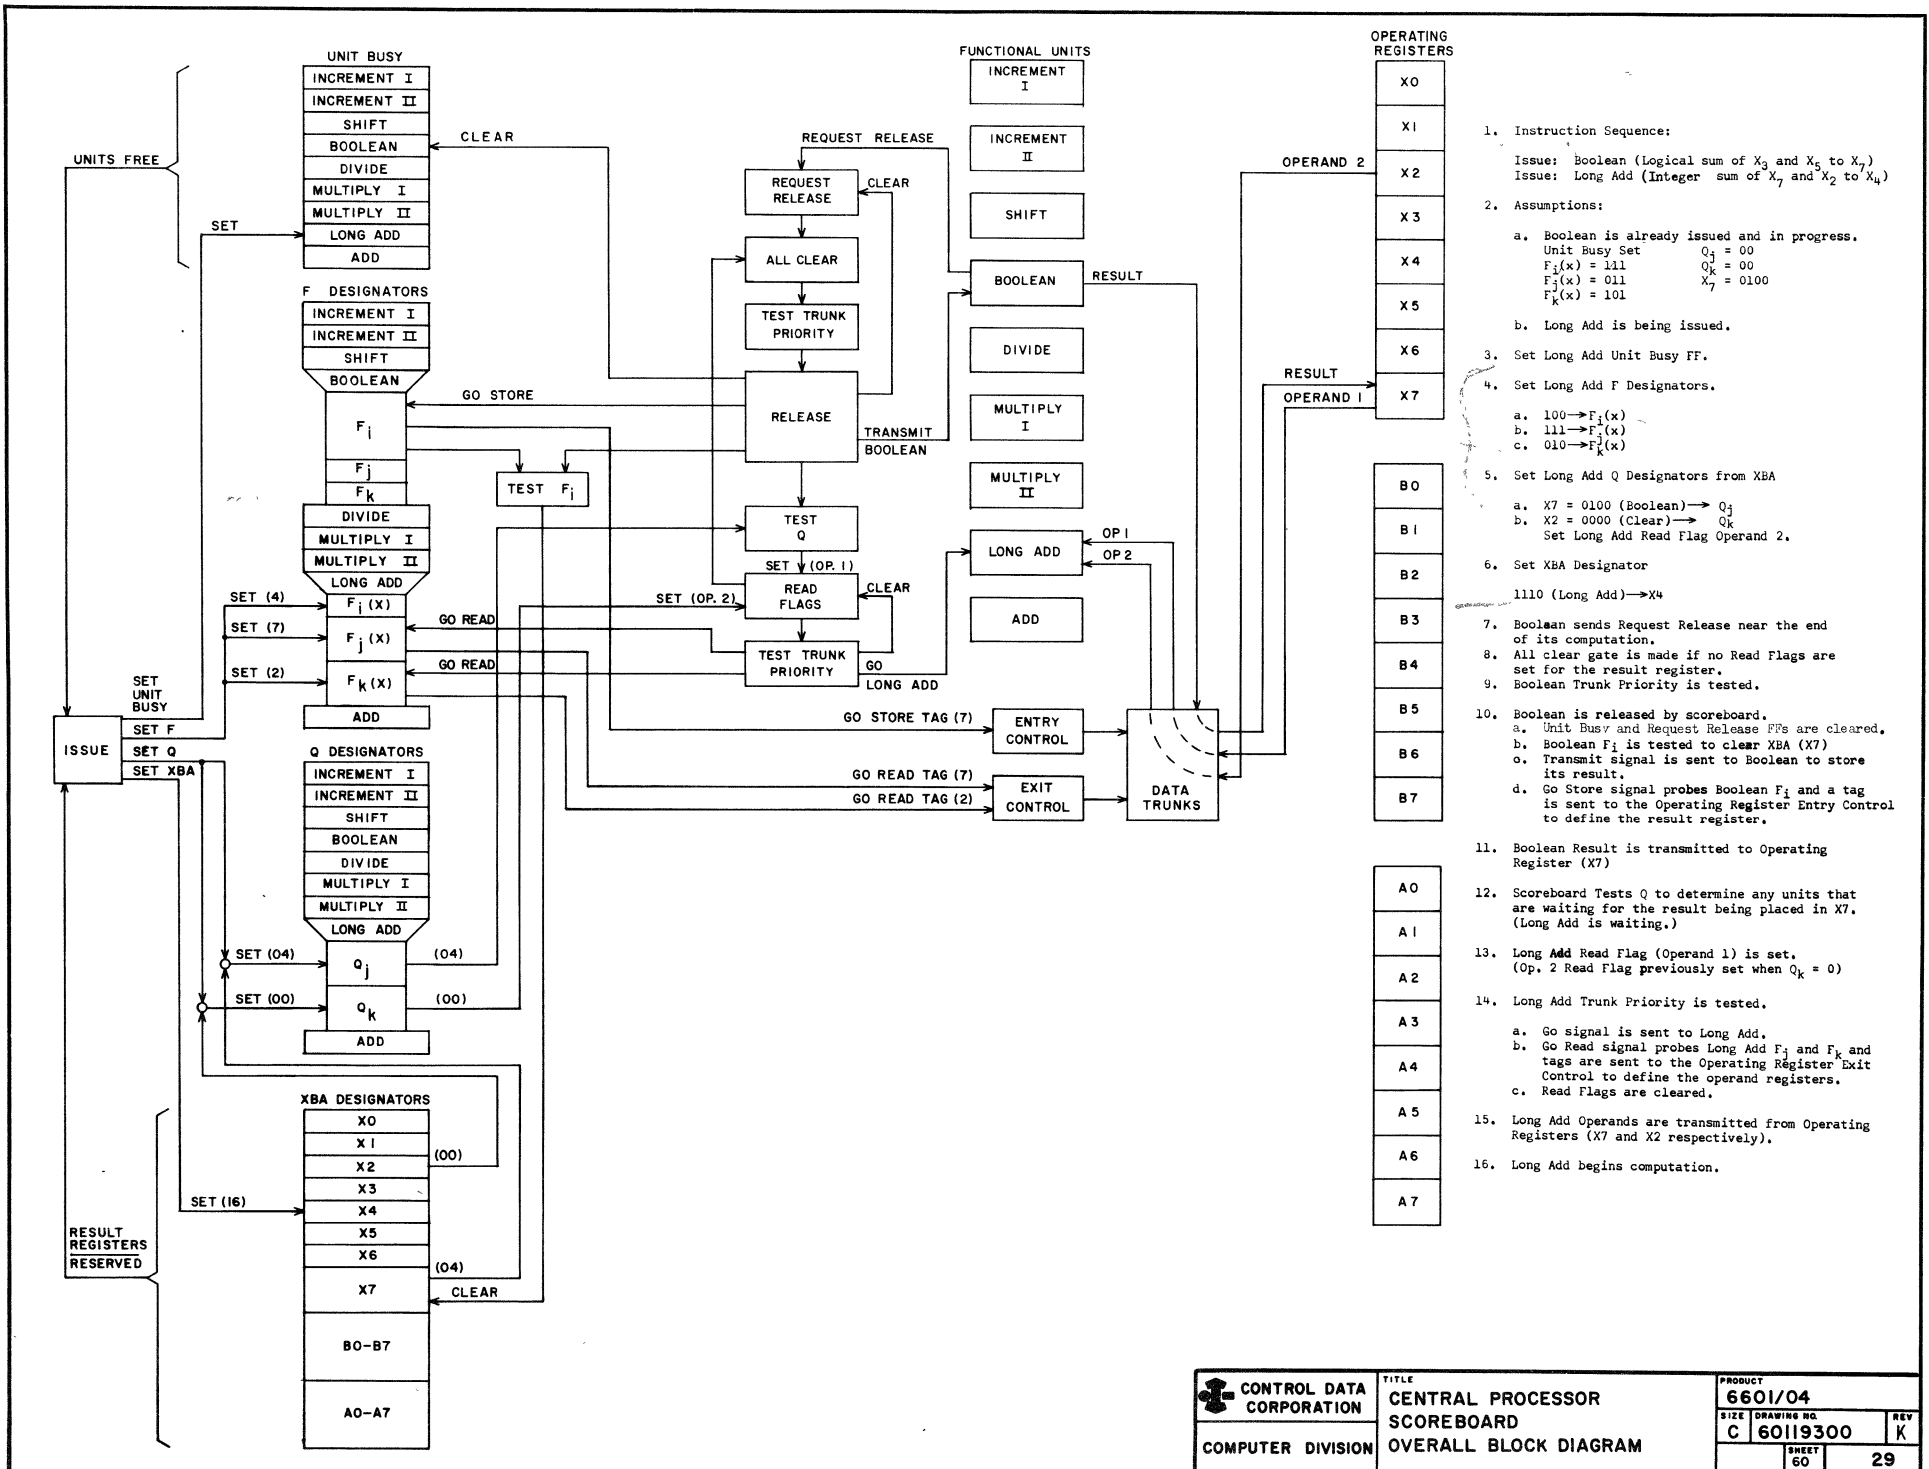 UNIT BUSY
INCREMENT I
INCREMENT II
SHIFT
BOOLEAN
DIVIDE
MULTIPLY I
MULTIPLY II
LONG ADD
ADD
UNITS FREE
SET
CLEAR
F DESIGNATORS
INCREMENT I
INCREMENT II
SHIFT
BOOLEAN
Fi
Fj
Fk
DIVIDE
MULTIPLY I
MULTIPLY II
LONG ADD
Fi (X)
Fj (X)
Fk (X)
ADD
SET (4)
SET (7)
SET (2)
SET
UNIT
BUSY
SET F
SET Q
SET XBA
ISSUE
Q DESIGNATORS
INCREMENT I
INCREMENT II
SHIFT
BOOLEAN
DIVIDE
MULTIPLY I
MULTIPLY II
LONG ADD
Qj
Qk
ADD
SET (04)
SET (00)
(04)
(00)
XBA DESIGNATORS
X0
X1
X2
X3
X4
X5
X6
X7
B0-B7
A0-A7
(00)
(04)
CLEAR
SET (16)
RESULT
REGISTERS
RESERVED
GO STORE
TEST Fi
GO READ
GO READ
REQUEST RELEASE
REQUEST
RELEASE
CLEAR
ALL CLEAR
TEST TRUNK
PRIORITY
RELEASE
TRANSMIT
BOOLEAN
TEST
Q
SET (OP. 1)
SET (OP. 2)
READ
FLAGS
CLEAR
TEST TRUNK
PRIORITY
GO
LONG ADD
GO STORE TAG (7)
GO READ TAG (7)
GO READ TAG (2)
ENTRY
CONTROL
EXIT
CONTROL
DATA
TRUNKS
FUNCTIONAL UNITS
INCREMENT
I
INCREMENT
II
SHIFT
BOOLEAN
RESULT
DIVIDE
MULTIPLY
I
MULTIPLY
II
LONG ADD
OP 1
OP 2
ADD
OPERATING
REGISTERS
X0
X1
X2
X3
X4
X5
X6
X7
OPERAND 2
RESULT
OPERAND 1
B0
B1
B2
B3
B4
B5
B6
B7
A0
A1
A2
A3
A4
A5
A6
A7
1. Instruction Sequence:
Issue: Boolean (Logical sum of X3 and X5 to X7)
Issue: Long Add (Integer sum of X7 and X2 to X4)
2. Assumptions:
a. Boolean is already issued and in progress.
Unit Busy Set Qj = 00
Fi(x) = 111 Qk = 00
Fj(x) = 011 X7 = 0100
Fk(x) = 101
b. Long Add is being issued.
3. Set Long Add Unit Busy FF.
4. Set Long Add F Designators.
a. 100→Fi(x)
b. 111→Fj(x)
c. 010→Fk(x)
5. Set Long Add Q Designators from XBA
a. X7 = 0100 (Boolean)→ Qj
b. X2 = 0000 (Clear)→ Qk
Set Long Add Read Flag Operand 2.
6. Set XBA Designator
1110 (Long Add)→X4
7. Boolean sends Request Release near the end
of its computation.
8. All clear gate is made if no Read Flags are
set for the result register.
9. Boolean Trunk Priority is tested.
10. Boolean is released by scoreboard.
a. Unit Busy and Request Release FFs are cleared.
b. Boolean Fi is tested to clear XBA (X7)
o. Transmit signal is sent to Boolean to store
its result.
d. Go Store signal probes Boolean Fi and a tag
is sent to the Operating Register Entry Control
to define the result register.
11. Boolean Result is transmitted to Operating
Register (X7)
12. Scoreboard Tests Q to determine any units that
are waiting for the result being placed in X7.
(Long Add is waiting.)
13. Long Add Read Flag (Operand 1) is set.
(Op. 2 Read Flag previously set when Qk = 0)
14. Long Add Trunk Priority is tested.
a. Go signal is sent to Long Add.
b. Go Read signal probes Long Add Fj and Fk and
tags are sent to the Operating Register Exit
Control to define the operand registers.
c. Read Flags are cleared.
15. Long Add Operands are transmitted from Operating
Registers (X7 and X2 respectively).
16. Long Add begins computation.
CONTROL DATA
CORPORATION
COMPUTER DIVISION
TITLE
CENTRAL PROCESSOR
SCOREBOARD
OVERALL BLOCK DIAGRAM
PRODUCT
6601/04
SIZE
C
DRAWING NO.
60119300
REV
K
SHEET
60
29